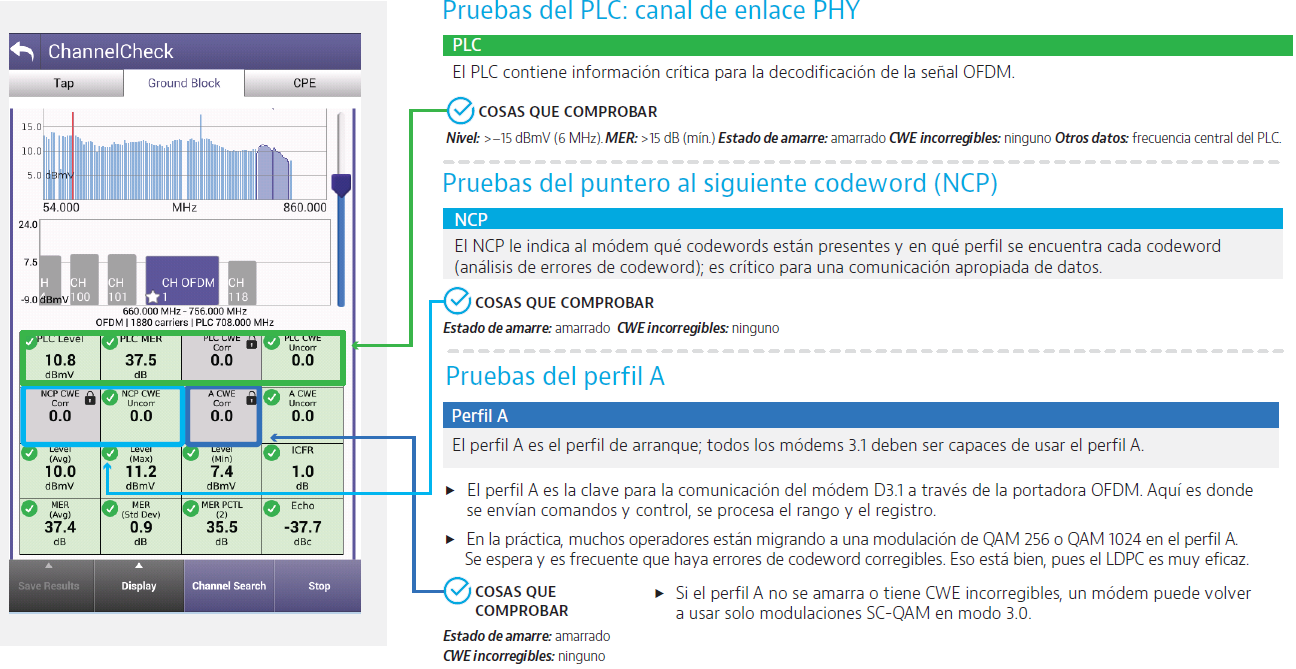 ChannelCheck
Tap
Ground Block
CPE
15.0
10.0
5.0 dBmV
54.000
MHz
860.000
24.0
7.5
-9.0 dBmV
H
CH
100
CH
101
CH OFDM
1
CH
118
660.000 MHz - 756.000 MHz
OFDM | 1880 carriers | PLC 708.000 MHz
PLC Level
10.8
dBmV
PLC MER
37.5
dB
PLC CWE
Corr
0.0
PLC CWE
Uncorr
0.0
NCP CWE
Corr
0.0
NCP CWE
Uncorr
0.0
A CWE
Corr
0.0
A CWE
Uncorr
0.0
Level
(Avg)
10.0
dBmV
Level
(Max)
11.2
dBmV
Level
(Min)
7.4
dBmV
ICFR
1.0
dB
MER
(Avg)
37.4
dB
MER
(Std Dev)
0.9
dB
MER PCTL
(2)
35.5
dB
Echo
-37.7
dBc
Save Results
Display
Channel Search
Stop
Pruebas del PLC: canal de enlace PHY
PLC
El PLC contiene información crítica para la decodificación de la señal OFDM.
COSAS QUE COMPROBAR
Nivel: >−15 dBmV (6 MHz). MER: >15 dB (mín.) Estado de amarre: amarrado CWE incorregibles: ninguno Otros datos: frecuencia central del PLC.
Pruebas del puntero al siguiente codeword (NCP)
NCP
El NCP le indica al módem qué codewords están presentes y en qué perfil se encuentra cada codeword
(análisis de errores de codeword); es crítico para una comunicación apropiada de datos.
COSAS QUE COMPROBAR
Estado de amarre: amarrado CWE incorregibles: ninguno
Pruebas del perfil A
Perfil A
El perfil A es el perfil de arranque; todos los módems 3.1 deben ser capaces de usar el perfil A.
► El perfil A es la clave para la comunicación del módem D3.1 a través de la portadora OFDM. Aquí es donde
se envían comandos y control, se procesa el rango y el registro.
► En la práctica, muchos operadores están migrando a una modulación de QAM 256 o QAM 1024 en el perfil A.
Se espera y es frecuente que haya errores de codeword corregibles. Eso está bien, pues el LDPC es muy eficaz.
COSAS QUE
COMPROBAR
Estado de amarre: amarrado
CWE incorregibles: ninguno
► Si el perfil A no se amarra o tiene CWE incorregibles, un módem puede volver
a usar solo modulaciones SC-QAM en modo 3.0.